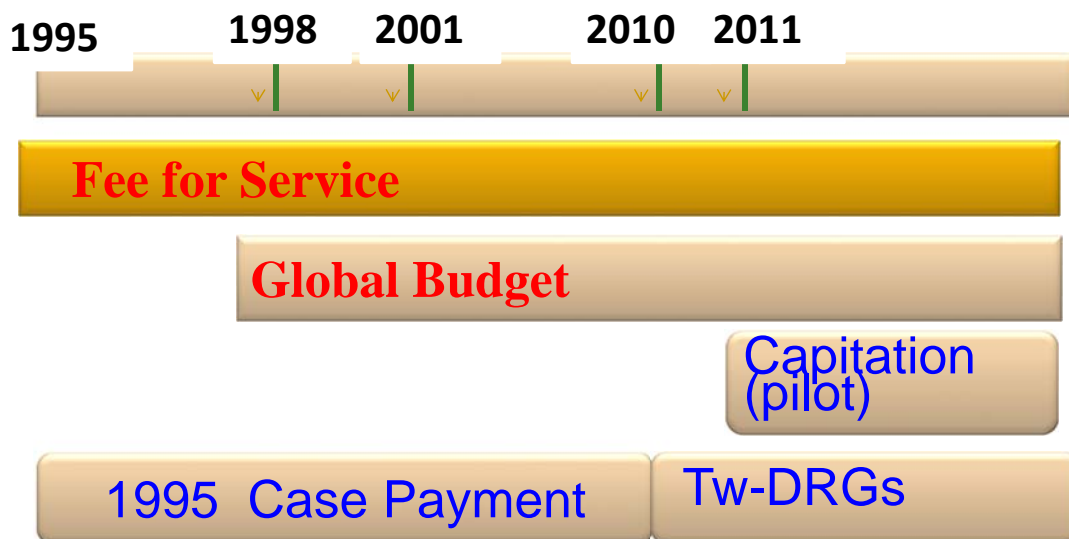 1995 1998 2001 2010 2011
Fee for Service
Global Budget
Capitation
(pilot)
1995 Case Payment
Tw-DRGs